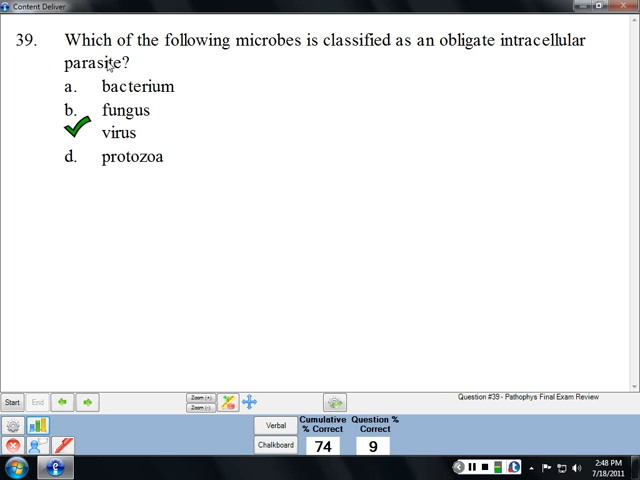 Content Deliver
39. Which of the following microbes is classified as an obligate intracellular
parasite?
a. bacterium
b. fungus
virus
d. protozoa
Start End Zoom (+) Zoom (-) Question #39 - Pathophys Final Exam Review
Verbal
Chalkboard
Cumulative % Correct
74
Question % Correct
9
2:48 PM
7/18/2011